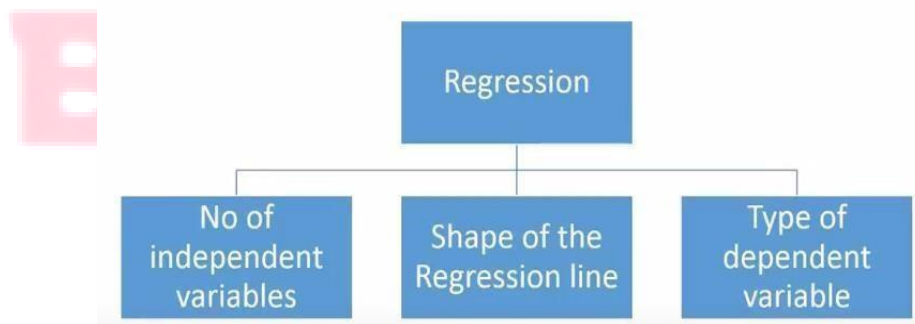 Regression
No of
independent
variables
Shape of the
Regression line
Type of
dependent
variable